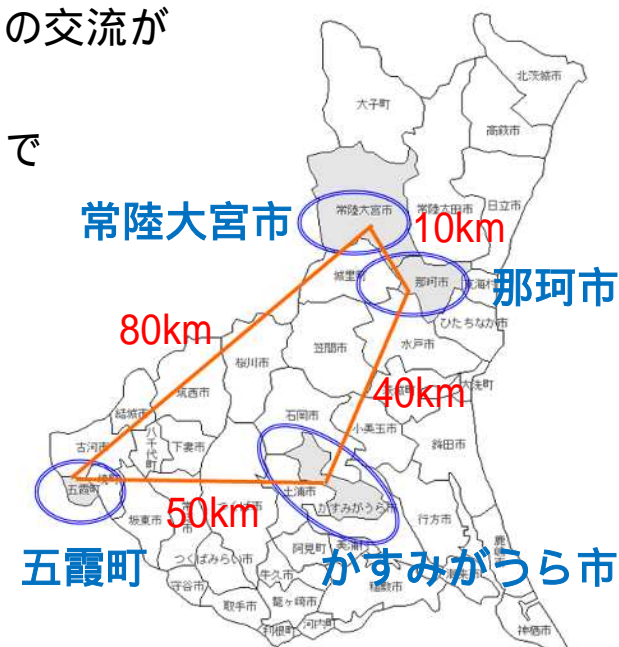 の交流が
で
北茨城市
大子町
高萩市
常陸大宮市
常陸太田市
日立市
常陸大宮市
10km
城里町
那珂市
東海村
那珂市
ひたちなか市
80km
笠間市
水戸市
桜川市
筑西市
大洗町
40km
結城市
石岡市
小美玉市
鉾田市
古河市
八千代町
下妻市
五霞町
境町
土浦市
かすみがうら市
50km
坂東市
行方市
つくばみらい市
阿見町
美浦村
五霞町
かすみがうら市
牛久市
稲敷市
守谷市
取手市
龍ヶ崎市
利根町
河内町
神栖市